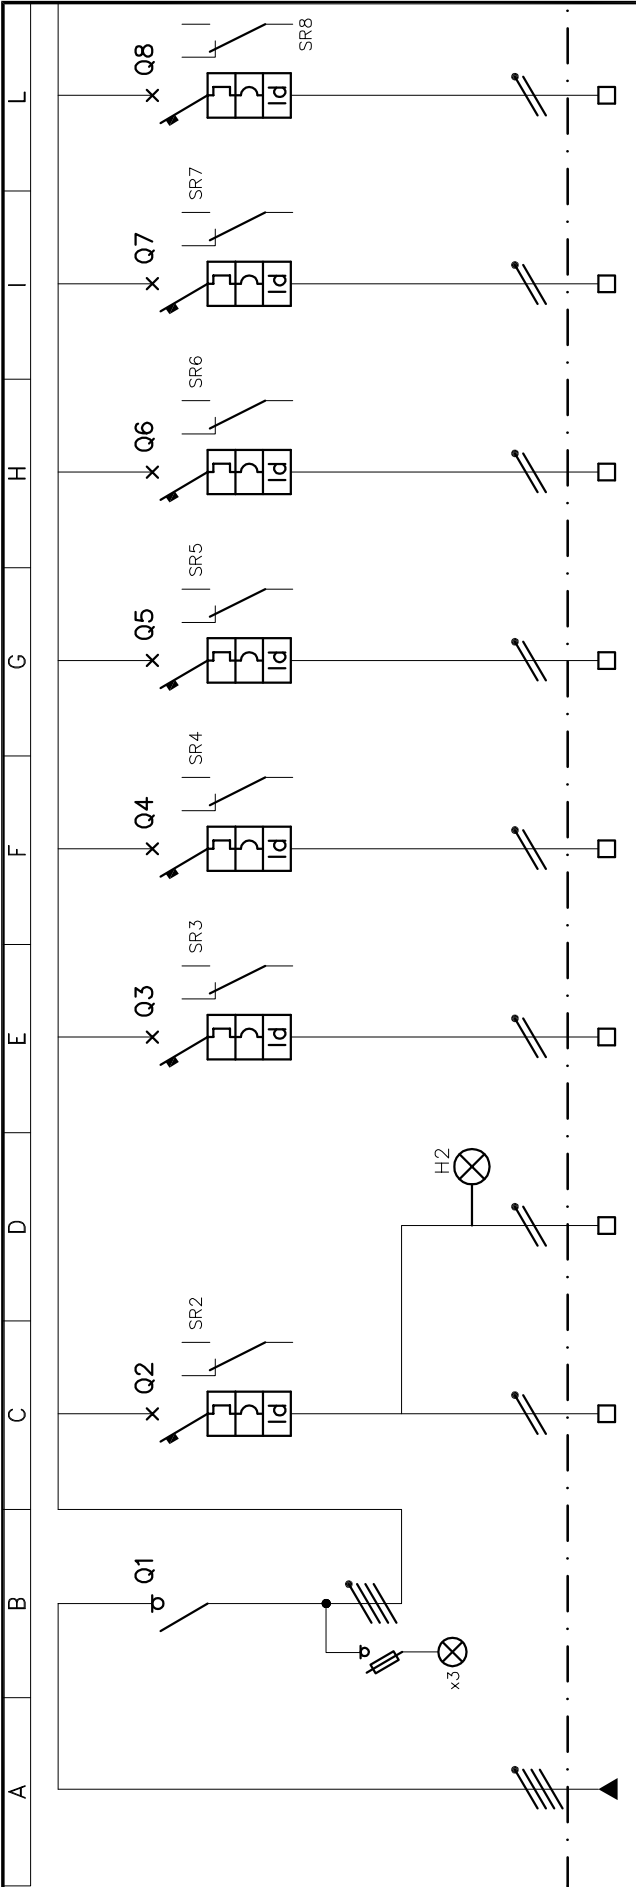 A B C D E F G H I L
Q1 Q2 Q3 Q4 Q5 Q6 Q7 Q8
SR2 SR3 SR4 SR5 SR6 SR7
Id Id Id Id Id Id Id
SR8
H2
x3